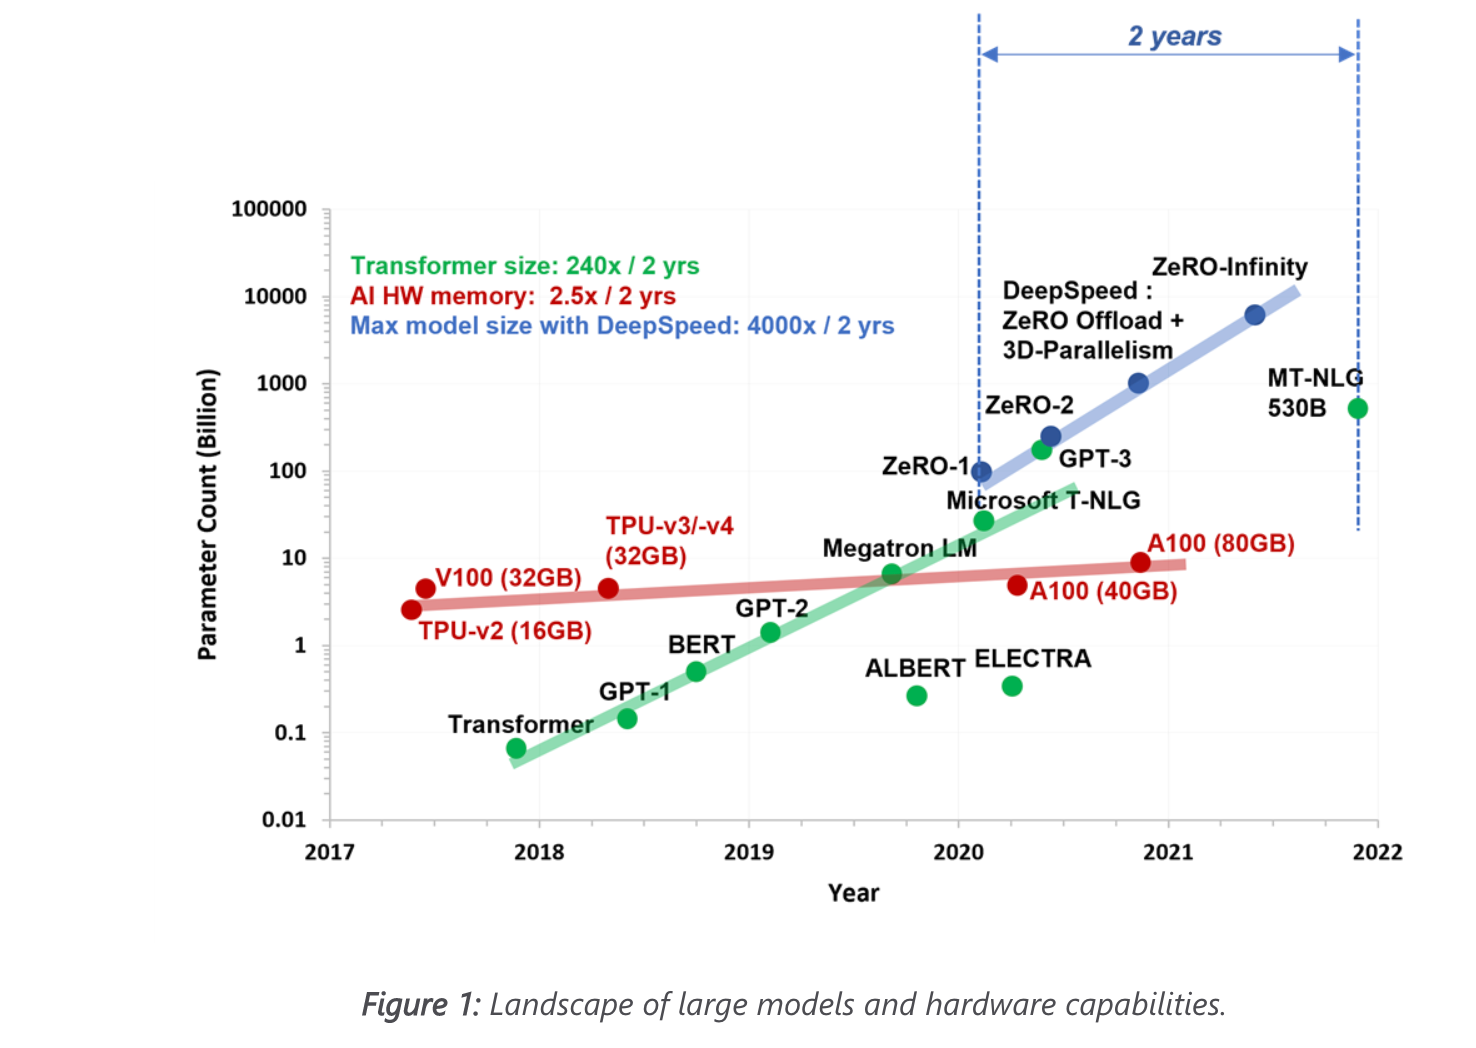 2 years
100000
10000
1000
100
10
1
0.1
0.01
Parameter Count (Billion)
Transformer size: 240x / 2 yrs
AI HW memory: 2.5x / 2 yrs
Max model size with DeepSpeed: 4000x / 2 yrs
ZeRO-Infinity
DeepSpeed :
ZeRO Offload +
3D-Parallelism
MT-NLG
530B
ZeRO-2
ZeRO-1
GPT-3
Microsoft T-NLG
TPU-v3/-v4
(32GB)
Megatron LM
A100 (80GB)
V100 (32GB)
A100 (40GB)
TPU-v2 (16GB)
GPT-2
BERT
ALBERT
ELECTRA
GPT-1
Transformer
2017
2018
2019
2020
2021
2022
Year
Figure 1: Landscape of large models and hardware capabilities.